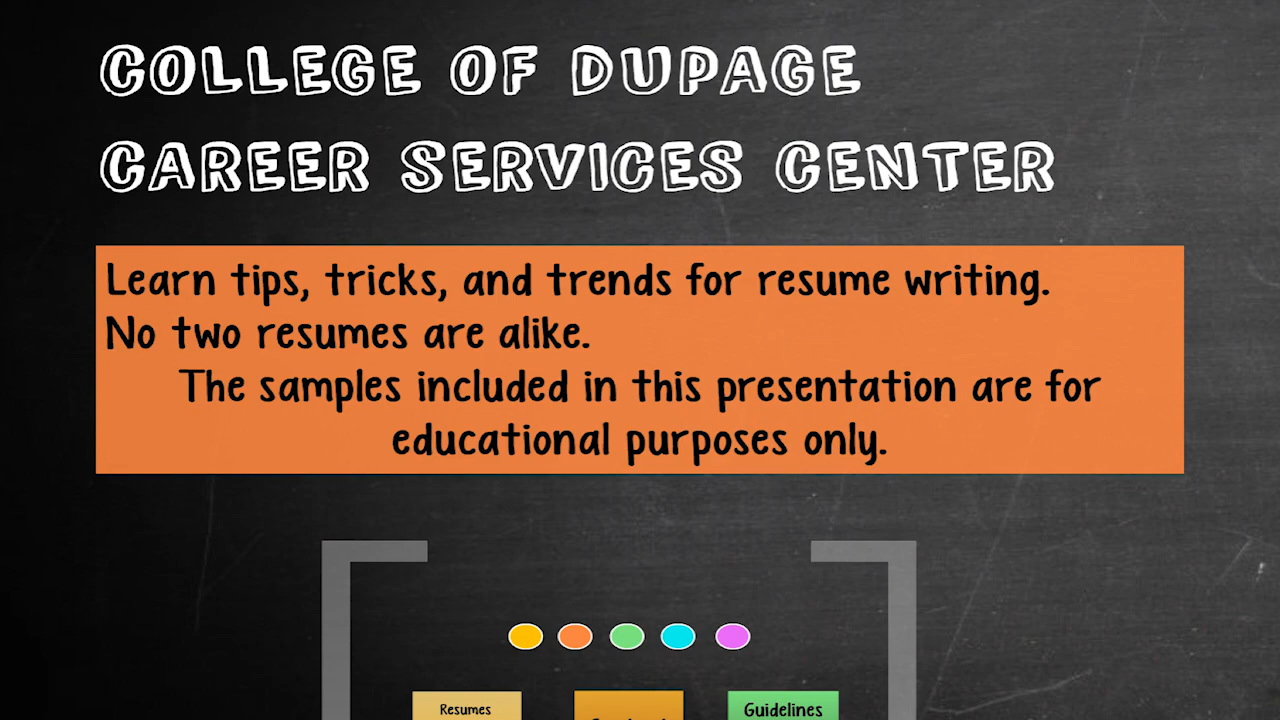 COLLEGE OF DUPAGE
CAREER SERVICES CENTER
Learn tips, tricks, and trends for resume writing.
No two resumes are alike.
The samples included in this presentation are for
educational purposes only.
Resumes
Guidelines